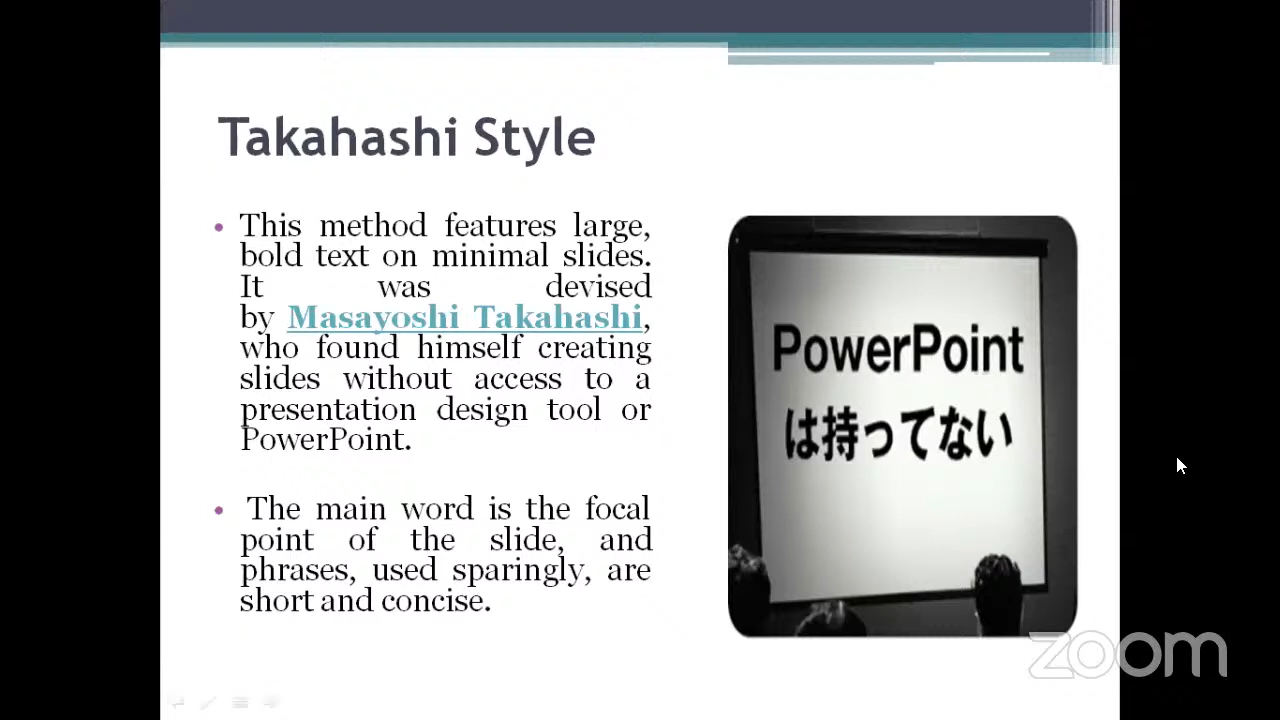 Takahashi Style
• This method features large,
bold text on minimal slides.
It was devised
by Masayoshi Takahashi,
who found himself creating
slides without access to a
presentation design tool or
PowerPoint.
• The main word is the focal
point of the slide, and
phrases, used sparingly, are
short and concise.
PowerPoint
は持ってない
zoom